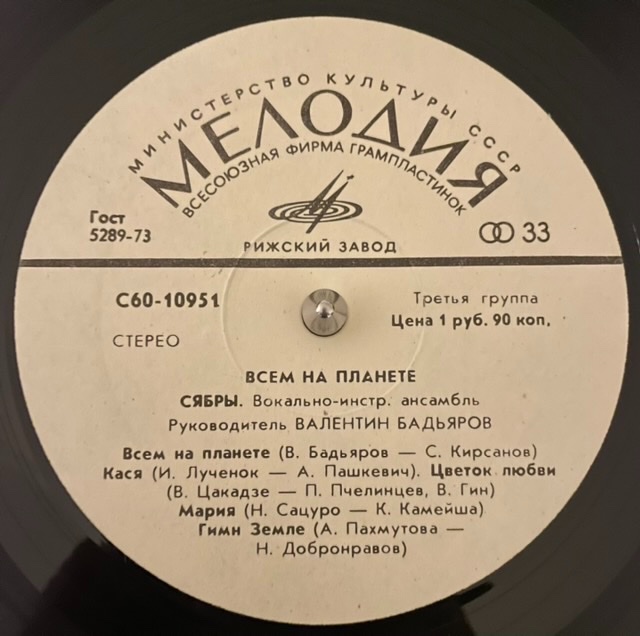 МИНИСТЕРСТВО КУЛЬТУРЫ СССР
МЕЛОДИЯ
ВСЕСОЮЗНАЯ ФИРМА ГРАМПЛАСТИНОК
Гост
5289-73
РИЖСКИЙ ЗАВОД
33
С60-10951
Третья группа
Цена 1 руб. 90 коп,
СТЕРЕО
ВСЕМ НА ПЛАНЕТЕ
СЯБРЫ. Вокально-инстр. ансамбль
Руководитель ВАЛЕНТИН БАДЬЯРОВ
Всем на планете (В. Бадьяров — С. Кирсанов)
Кася (И. Лученок — А. Пашкевич). Цветок любви
(В. Цакадзе — П. Пчелинцев, В. Гин)
Мария (Н. Сацуро — К. Камейша)
Гимн Земле (А. Пахмутова —
Н. Добронравов)